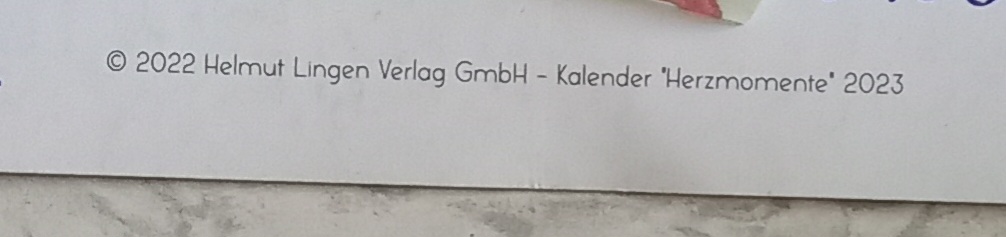 © 2022 Helmut Lingen Verlag GmbH - Kalender "Herzmomente" 2023